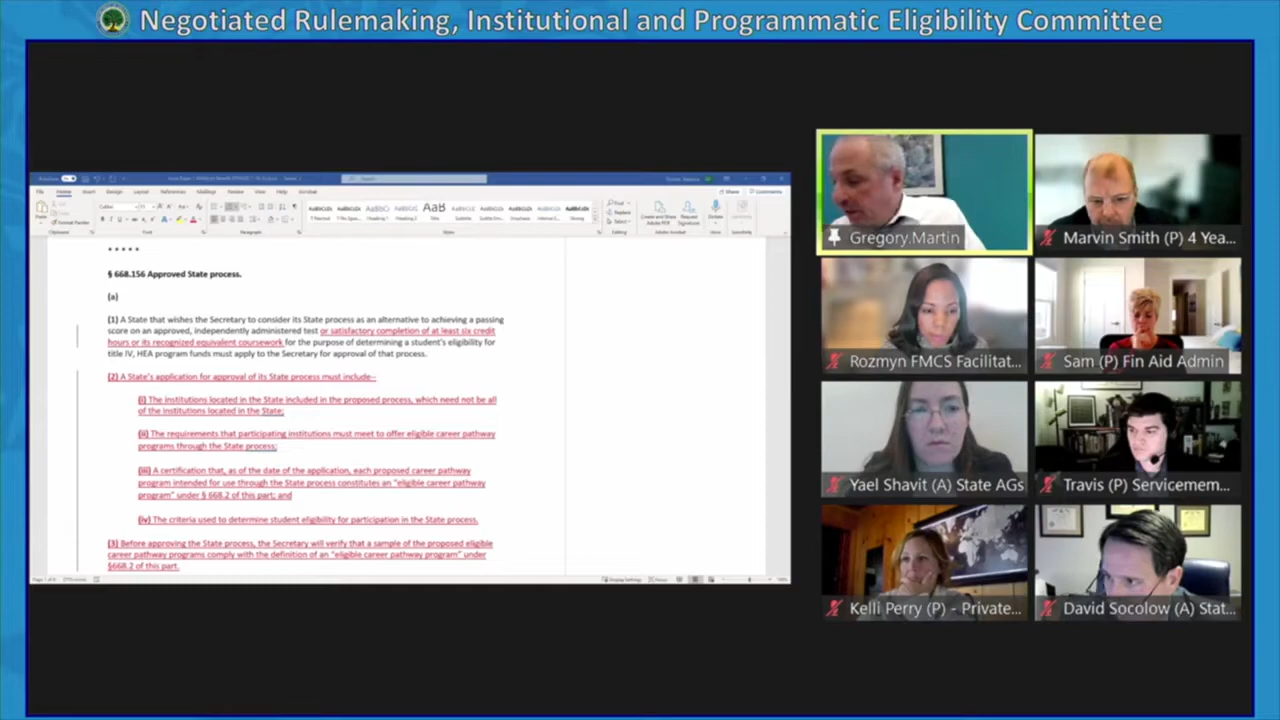 Negotiated Rulemaking, Institutional and Programmatic Eligibility Committee
* * * * *
§ 668.156 Approved State process.
(a)
(1) A State that wishes the Secretary to consider its State process as an alternative to achieving a passing
score on an approved, independently administered test or satisfactory completion of at least six credit
hours or its recognized equivalent coursework for the purpose of determining a student's eligibility for
title IV, HEA program funds must apply to the Secretary for approval of that process.
(2) A State's application for approval of its State process must include--
(i) The institutions located in the State included in the proposed process, which need not be all
of the institutions located in the State;
(ii) The requirements that participating institutions must meet to offer eligible career pathway
programs through the State process;
(iii) A certification that, as of the date of the application, each proposed career pathway
program intended for use through the State process constitutes an "eligible career pathway
program" under § 668.2 of this part; and
(iv) The criteria used to determine student eligibility for participation in the State process.
(3) Before approving the State process, the Secretary will verify that a sample of the proposed eligible
career pathway programs comply with the definition of an "eligible career pathway program" under
§668.2 of this part.
Gregory.Martin
Marvin Smith (P) 4 Yea...
Rozmyn FMCS Facilitat...
Sam (P) Fin Aid Admin
Yael Shavit (A) State AGs
Travis (P) Servicemem...
Kelli Perry (P) - Private...
David Socolow (A) Stat...